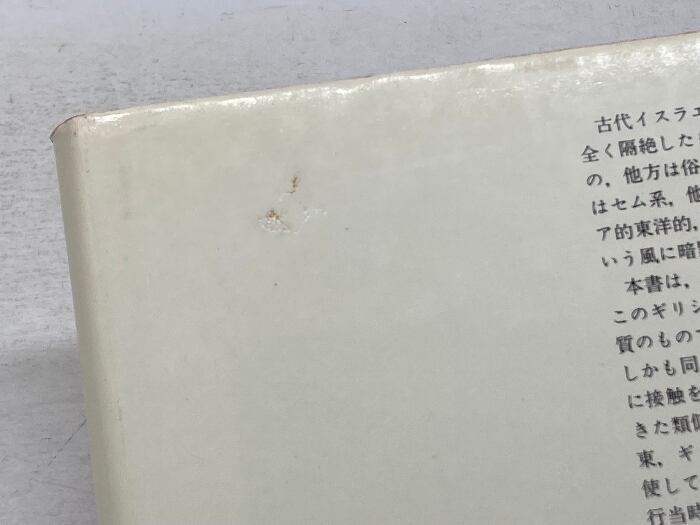 古代イスラエ
全く隔絶した
の，他方は俗
はセム系，他
ア的東洋的，
いう風に暗
本書は，
このギリシ
質のもので
しかも同
に接触を
きた類似
東，ギ
使して
行当時